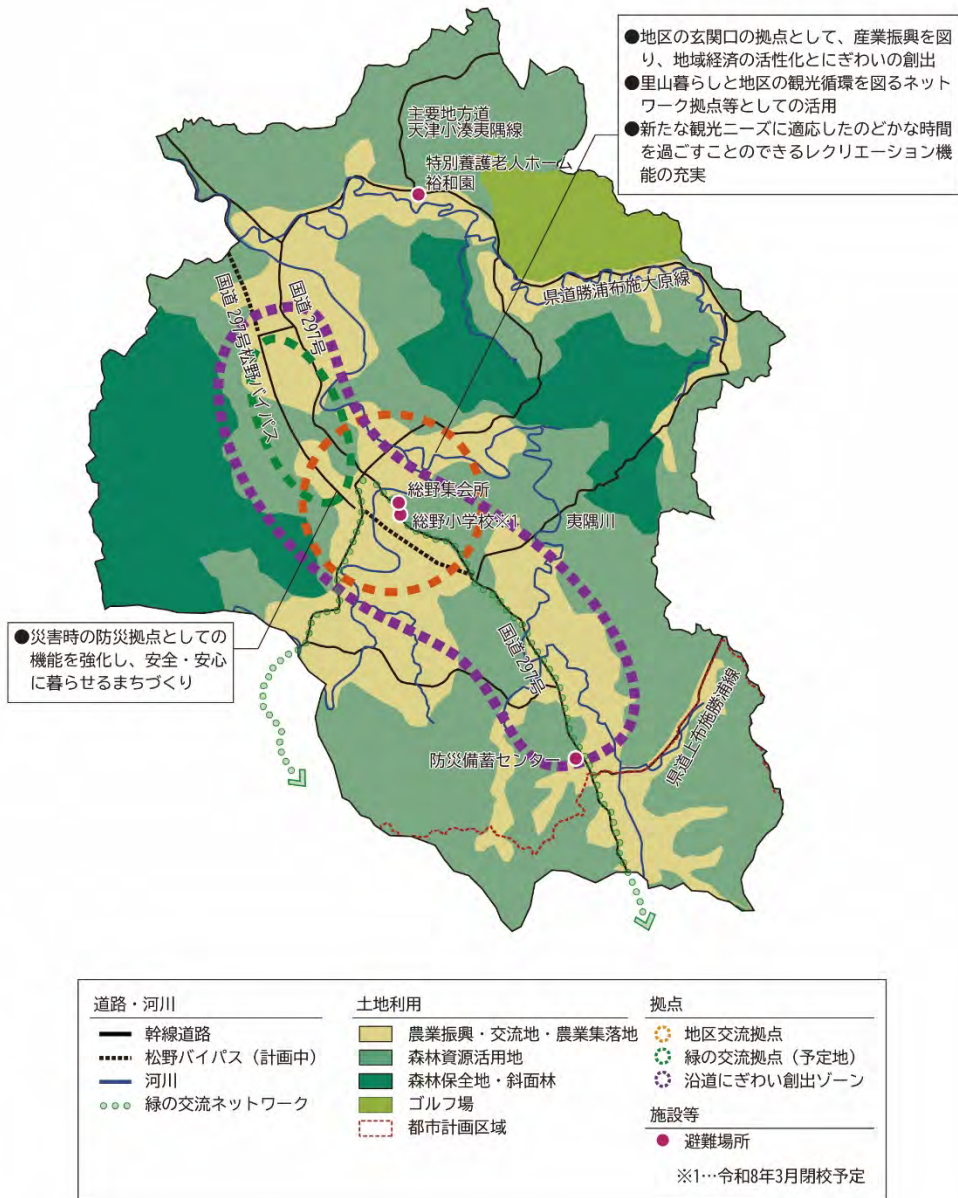 ●地区の玄関口の拠点として、産業振興を図
り、地域経済の活性化とにぎわいの創出
●里山暮らしと地区の観光循環を図るネット
ワーク拠点等としての活用
●新たな観光ニーズに適応したのどかな時間
を過ごすことのできるレクリエーション機
能の充実
主要地方道
天津小湊夷隅線
特別養護老人ホーム
裕和園
県道勝浦布施大原線
国道297号
国道297号松野バイパス
総野集会所
総野小学校※1
夷隅川
●災害時の防災拠点としての
機能を強化し、安全・安心
に暮らせるまちづくり
国道297号
県道上布施勝浦線
防災備蓄センター
道路・河川
幹線道路
松野バイパス（計画中）
河川
緑の交流ネットワーク
土地利用
農業振興・交流地・農業集落地
森林資源活用地
森林保全地・斜面林
ゴルフ場
都市計画区域
拠点
地区交流拠点
緑の交流拠点（予定地）
沿道にぎわい創出ゾーン
施設等
避難場所
※1…令和8年3月閉校予定